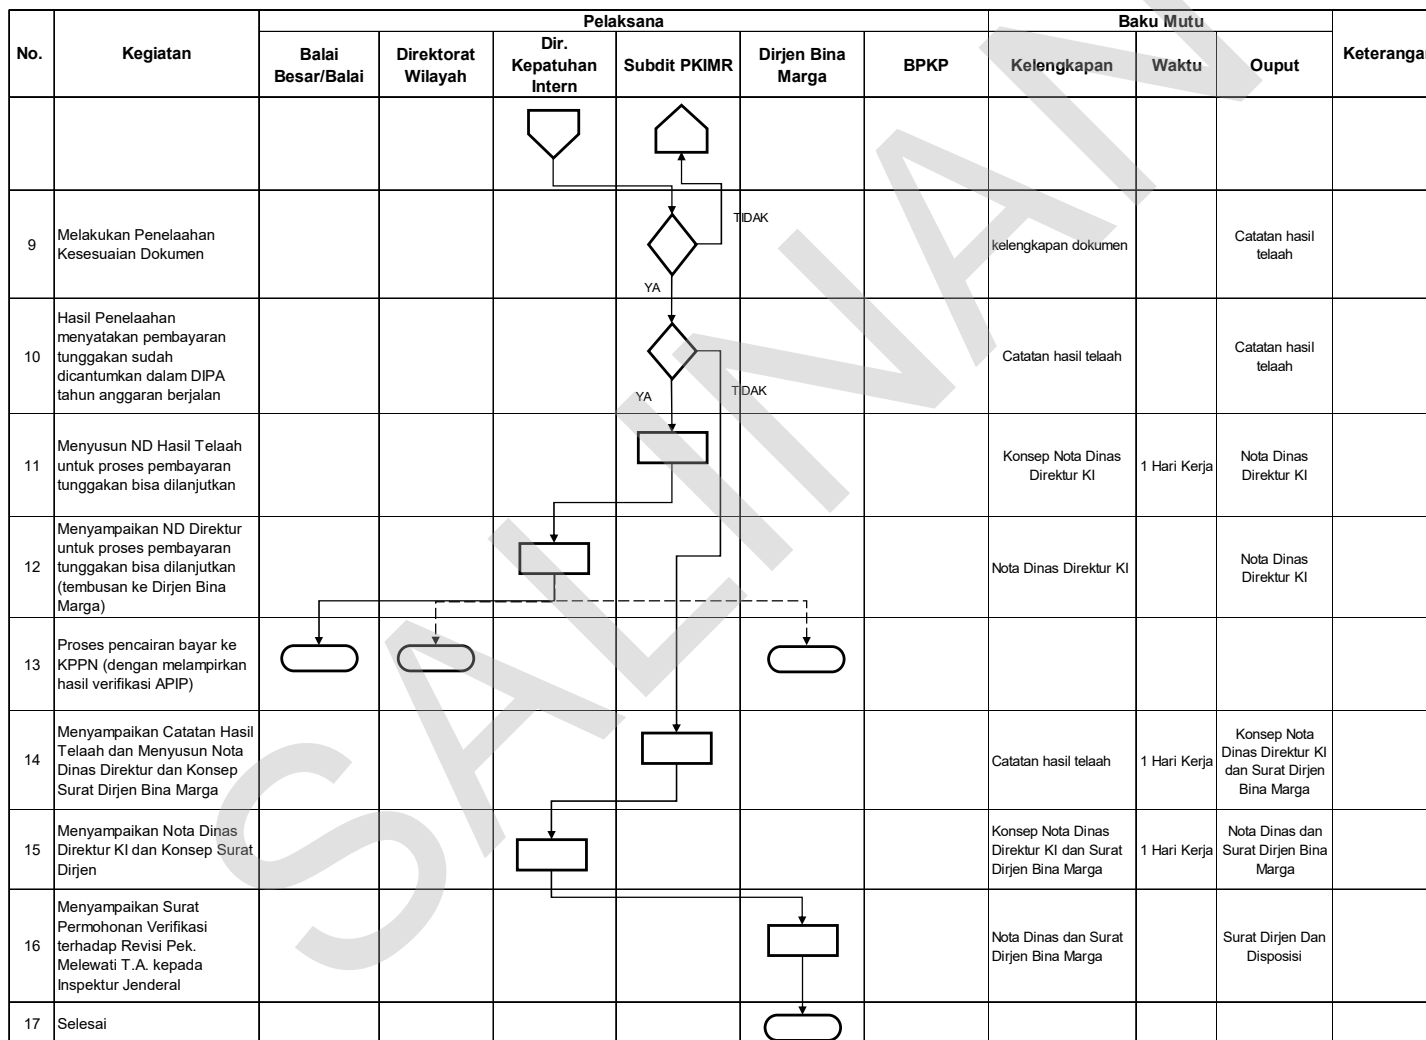 Pelaksana
Baku Mutu
No.
Kegiatan
Balai
Besar/Balai
Direktorat
Wilayah
Dir.
Kepatuhan
Intern
Subdit PKIMR
Dirjen Bina
Marga
BPKP
Kelengkapan
Waktu
Ouput
Keterangan
TIDAK
9
Melakukan Penelaahan
Kesesuaian Dokumen
kelengkapan dokumen
Catatan hasil
telaah
YA
10
Hasil Penelaahan
menyatakan pembayaran
tunggakan sudah
dicantumkan dalam DIPA
tahun anggaran berjalan
Catatan hasil telaah
Catatan hasil
telaah
YA
TIDAK
11
Menyusun ND Hasil Telaah
untuk proses pembayaran
tunggakan bisa dilanjutkan
Konsep Nota Dinas
Direktur KI
1 Hari Kerja
Nota Dinas
Direktur KI
12
Menyampaikan ND Direktur
untuk proses pembayaran
tunggakan bisa dilanjutkan
(tembusan ke Dirjen Bina
Marga)
Nota Dinas Direktur KI
Nota Dinas
Direktur KI
13
Proses pencairan bayar ke
KPPN (dengan melampirkan
hasil verifikasi APIP)
14
Menyampaikan Catatan Hasil
Telaah dan Menyusun Nota
Dinas Direktur dan Konsep
Surat Dirjen Bina Marga
Catatan hasil telaah
1 Hari Kerja
Konsep Nota
Dinas Direktur KI
dan Surat Dirjen
Bina Marga
15
Menyampaikan Nota Dinas
Direktur KI dan Konsep Surat
Dirjen
Konsep Nota Dinas
Direktur KI dan Surat
Dirjen Bina Marga
1 Hari Kerja
Nota Dinas dan
Surat Dirjen Bina
Marga
16
Menyampaikan Surat
Permohonan Verifikasi
terhadap Revisi Pek.
Melewati T.A. kepada
Inspektur Jenderal
Nota Dinas dan Surat
Dirjen Bina Marga
Surat Dirjen Dan
Disposisi
17
Selesai
SALINAN